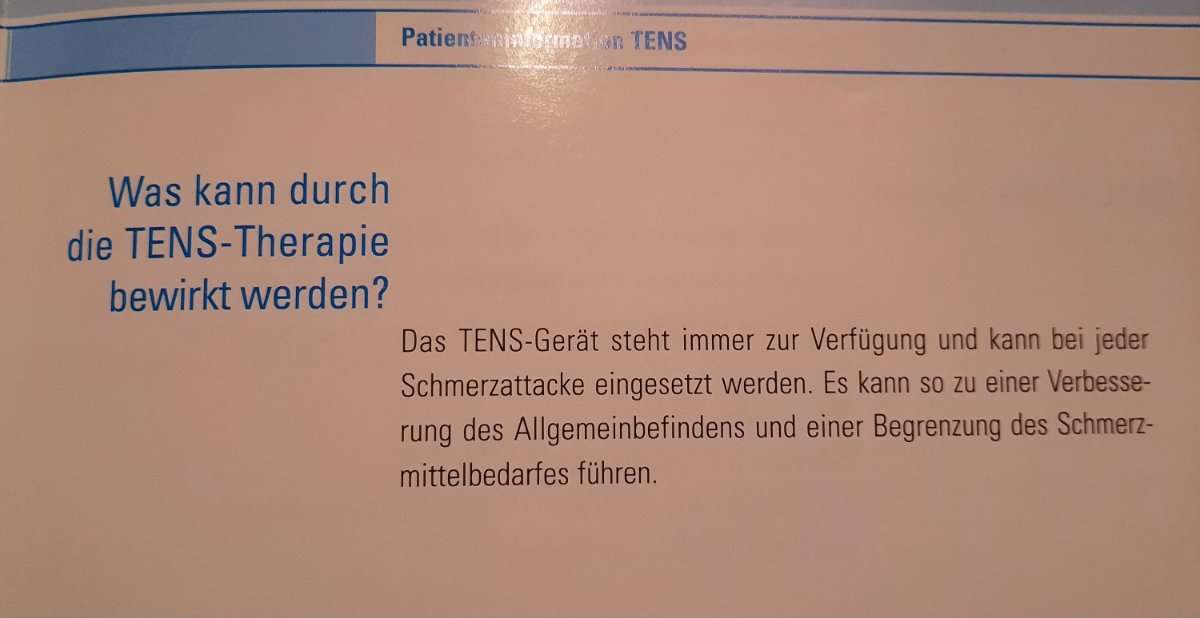 Patienteninformation TENS
Was kann durch
die TENS-Therapie
bewirkt werden?
Das TENS-Gerät steht immer zur Verfügung und kann bei jeder
Schmerzattacke eingesetzt werden. Es kann so zu einer Verbesse-
rung des Allgemeinbefindens und einer Begrenzung des Schmerz-
mittelbedarfes führen.